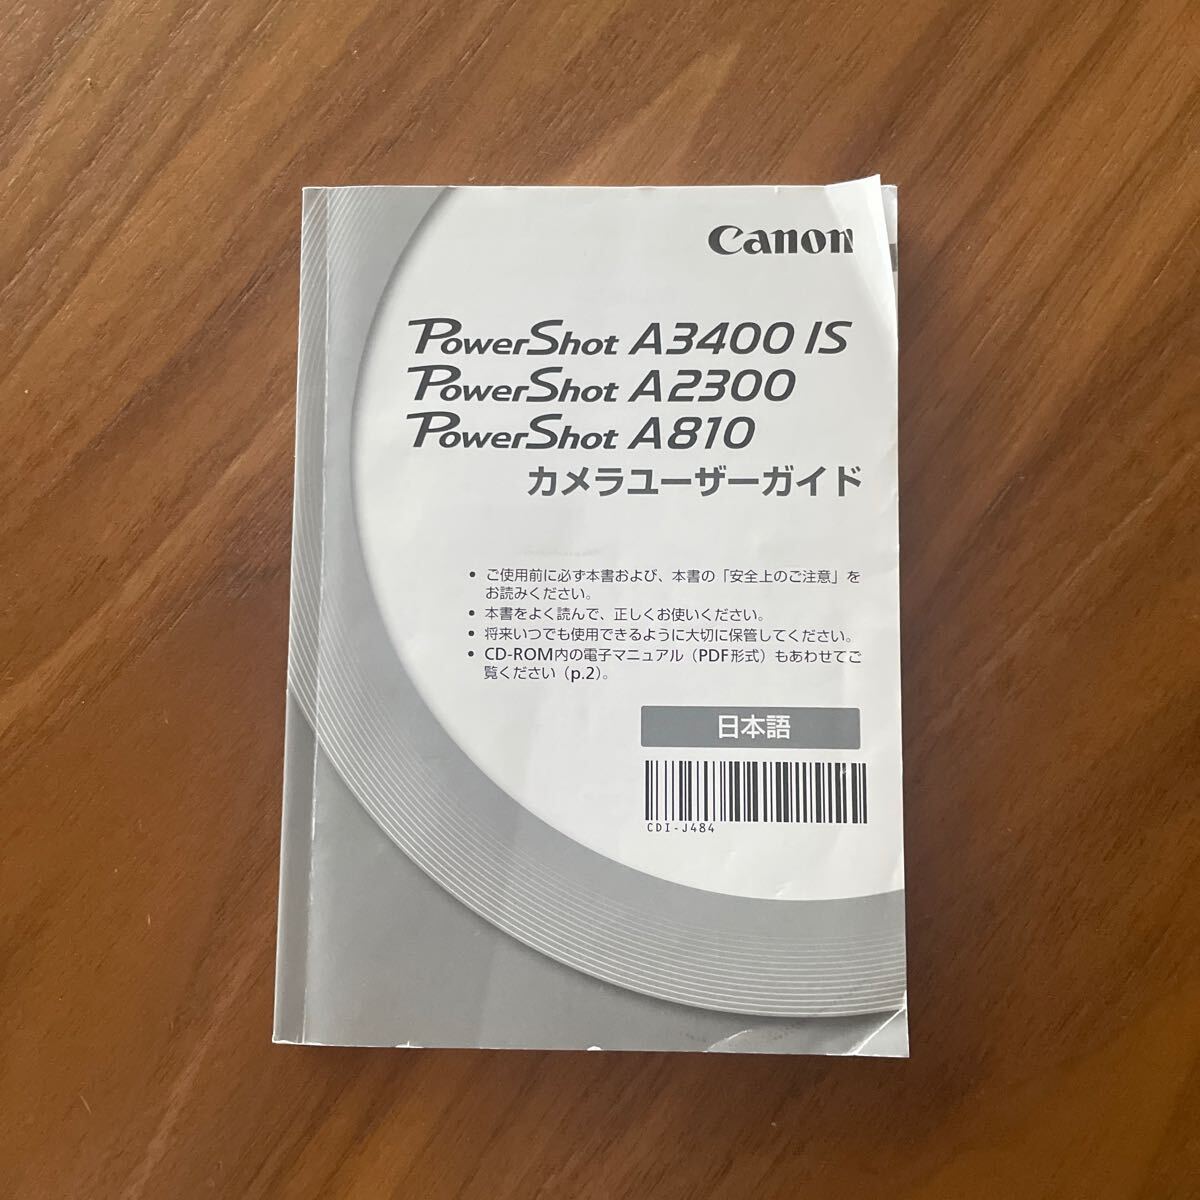 Canon
PowerShot A3400 IS
PowerShot A2300
PowerShot A810
カメラユーザーガイド
• ご使用前に必ず本書および、本書の「安全上のご注意」を
お読みください。
• 本書をよく読んで、正しくお使いください。
• 将来いつでも使用できるように大切に保管してください。
• CD-ROM内の電子マニュアル（PDF形式）もあわせてご
覧ください（p.2）。
日本語
CDI-J484